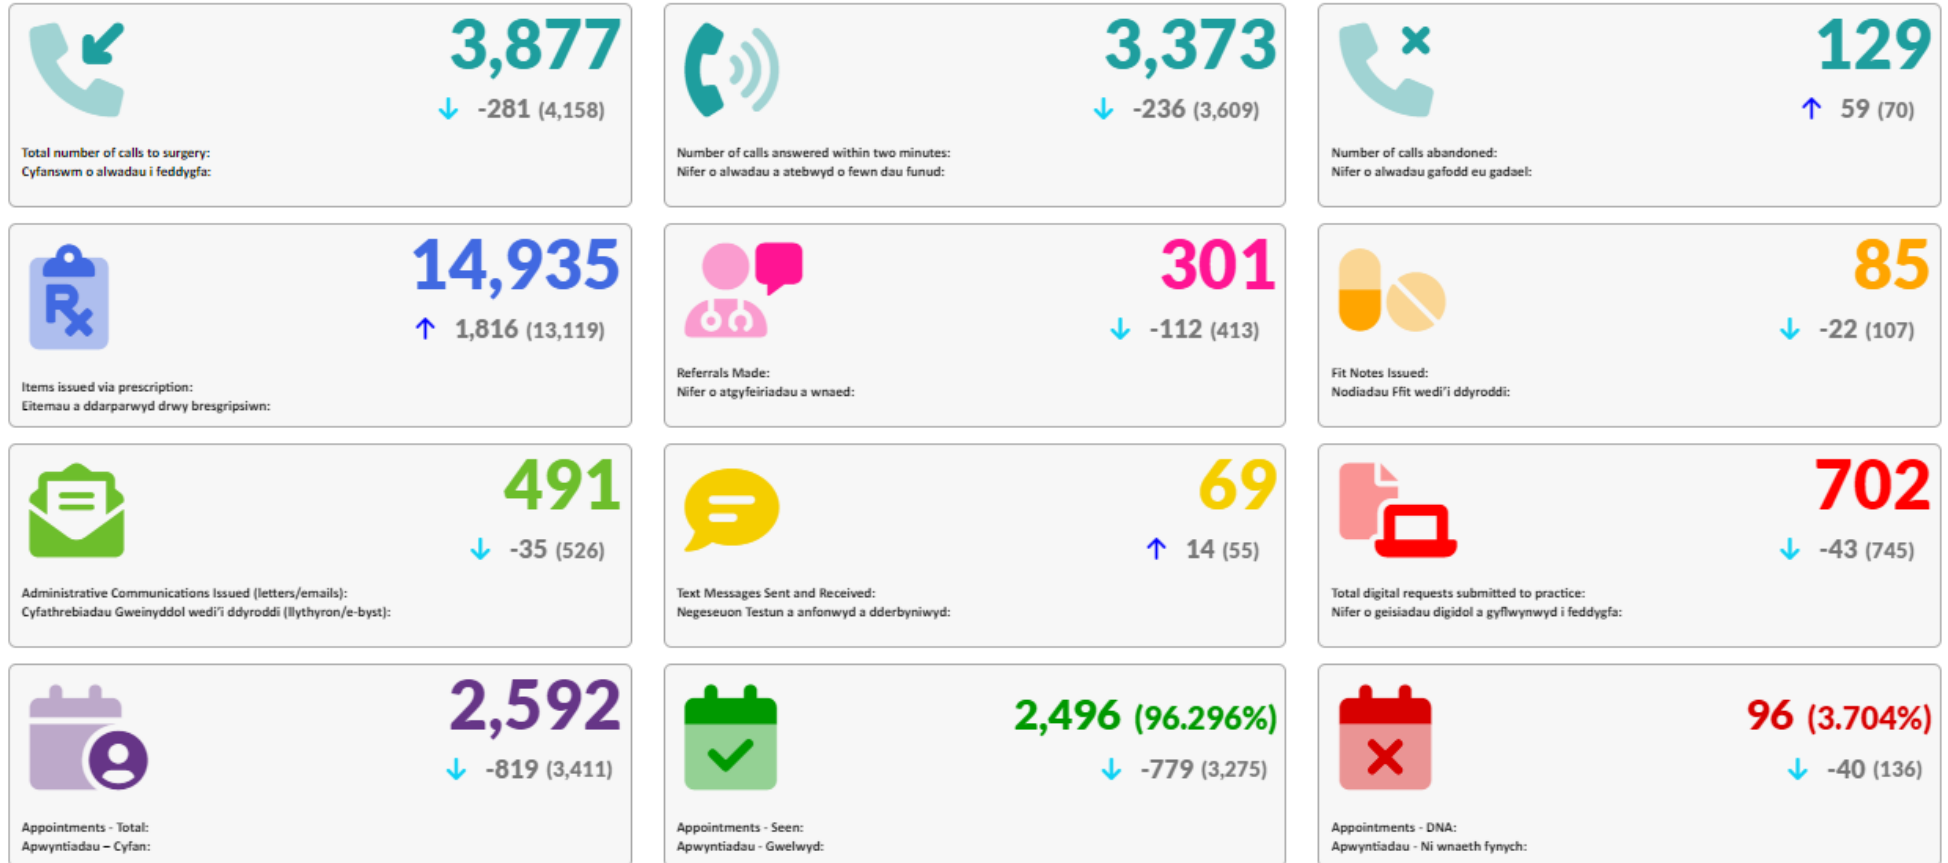 3,877
-281 (4,158)
Total number of calls to surgery:
Cyfanswm o alwadau i feddygfa:
3,373
-236 (3,609)
Number of calls answered within two minutes:
Nifer o alwadau a atebwyd o fewn dau funud:
129
59 (70)
Number of calls abandoned:
Nifer o alwadau gafodd eu gadael:
Rx
14,935
1,816 (13,119)
Items issued via prescription:
Eitemau a ddarparwyd drwy bresgripsiwn:
301
-112 (413)
Referrals Made:
Nifer o atgyfeiriadau a wnaed:
85
-22 (107)
Fit Notes Issued:
Nodiadau Ffit wedi'i ddyroddi:
491
-35 (526)
Administrative Communications Issued (letters/emails):
Cyfathrebiadau Gweinyddol wedi'i ddyroddi (llythyron/e-byst):
69
14 (55)
Text Messages Sent and Received:
Negeseuon Testun a anfonwyd a dderbyniwyd:
702
-43 (745)
Total digital requests submitted to practice:
Nifer o geisiadau digidol a gyflwynwyd i feddygfa:
2,592
-819 (3,411)
Appointments - Total:
Apwyntiadau – Cyfan:
2,496 (96.296%)
-779 (3,275)
Appointments - Seen:
Apwyntiadau - Gwelwyd:
96 (3.704%)
-40 (136)
Appointments - DNA:
Apwyntiadau - Ni wnaeth fynych: